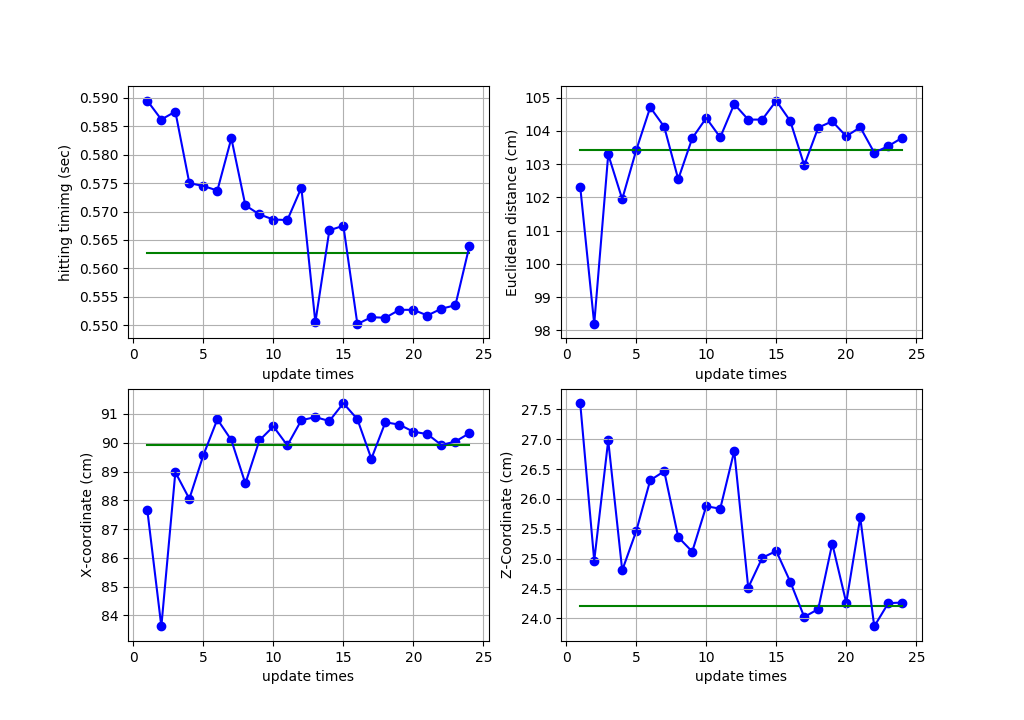 0.590
0.585
0.580
0.575
0.570
0.565
0.560
0.555
0.550
hitting timimg (sec)
0 5 10 15 20 25
update times
105
104
103
102
101
100
99
98
Euclidean distance (cm)
0 5 10 15 20 25
update times
91
90
89
88
87
86
85
84
X-coordinate (cm)
0 5 10 15 20 25
update times
27.5
27.0
26.5
26.0
25.5
25.0
24.5
24.0
Z-Coordinate (cm)
0 5 10 15 20 25
update times